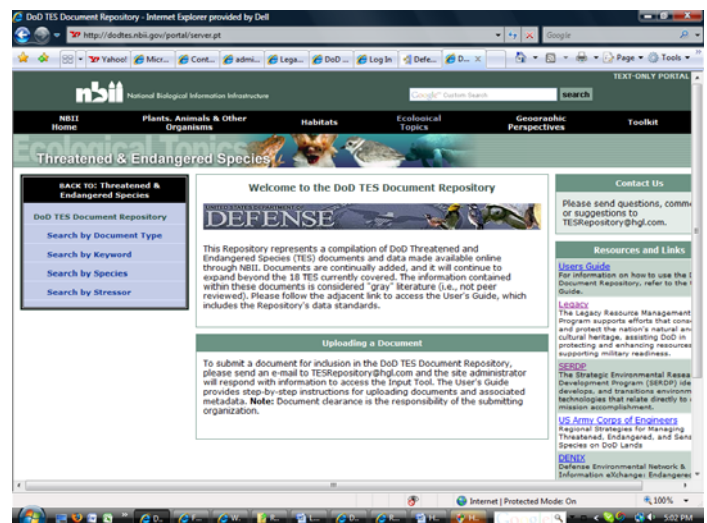 DoD TES Document Repository - Internet Explorer provided by Dell
http://dodtes.nbii.gov/portal/server.pt
Google
Yahoo! Micr... Cont... admi... Lega... DoD ... Log In Defe... D... Page Tools
TEXT-ONLY PORTAL
nbii National Biological Information Infrastructure
Google Custom Search search
NBII Home
Plants, Animals & Other Organisms
Habitats
Ecological Topics
Geographic Perspectives
Toolkit
Ecological Topics
Threatened & Endangered Species
BACK TO: Threatened & Endangered Species
DoD TES Document Repository
Search by Document Type
Search by Keyword
Search by Species
Search by Stressor
Welcome to the DoD TES Document Repository
UNITED STATES DEPARTMENT OF
DEFENSE
This Repository represents a compilation of DoD Threatened and
Endangered Species (TES) documents and data made available online
through NBII. Documents are continually added, and it will continue to
expand beyond the 18 TES currently covered. The information contained
within these documents is considered "gray" literature (i.e., not peer
reviewed). Please follow the adjacent link to access the User's Guide, which
includes the Repository's data standards.
Uploading a Document
To submit a document for inclusion in the DoD TES Document Repository,
please send an e-mail to TESRepository@hgl.com and the site administrator
will respond with information to access the Input Tool. The User's Guide
provides step-by-step instructions for uploading documents and associated
metadata. Note: Document clearance is the responsibility of the submitting
organization.
Contact Us
Please send questions, comm
or suggestions to
TESRepository@hgl.com.
Resources and Links
Users Guide
For information on how to use the
Document Repository, refer to the
Guide.
Legacy
The Legacy Resource Management
Program supports efforts that cons
and protect the nation's natural an
cultural heritage, assisting DoD in
protecting and enhancing resources
supporting military readiness.
SERDP
The Strategic Environmental Resea
Development Program (SERDP) ide
develops, and transitions environm
technologies that relate directly to
mission accomplishment.
US Army Corps of Engineers
Regional Strategies for Managing
Threatened, Endangered, and Sens
Species on DoD Lands
DENIX
Defense Environmental Network &
Information eXchange: Endangered
Internet | Protected Mode: On 100%
5:02 PM